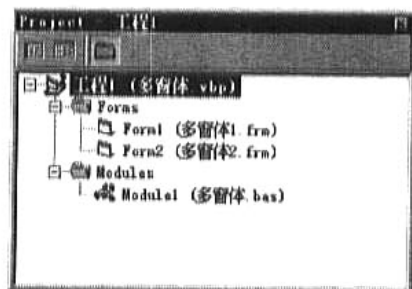 Project - 工程1
工程1 (多窗体.vbp)
Forms
Form1 (多窗体1.frm)
Form2 (多窗体2.frm)
Modules
Module1 (多窗体.bas)